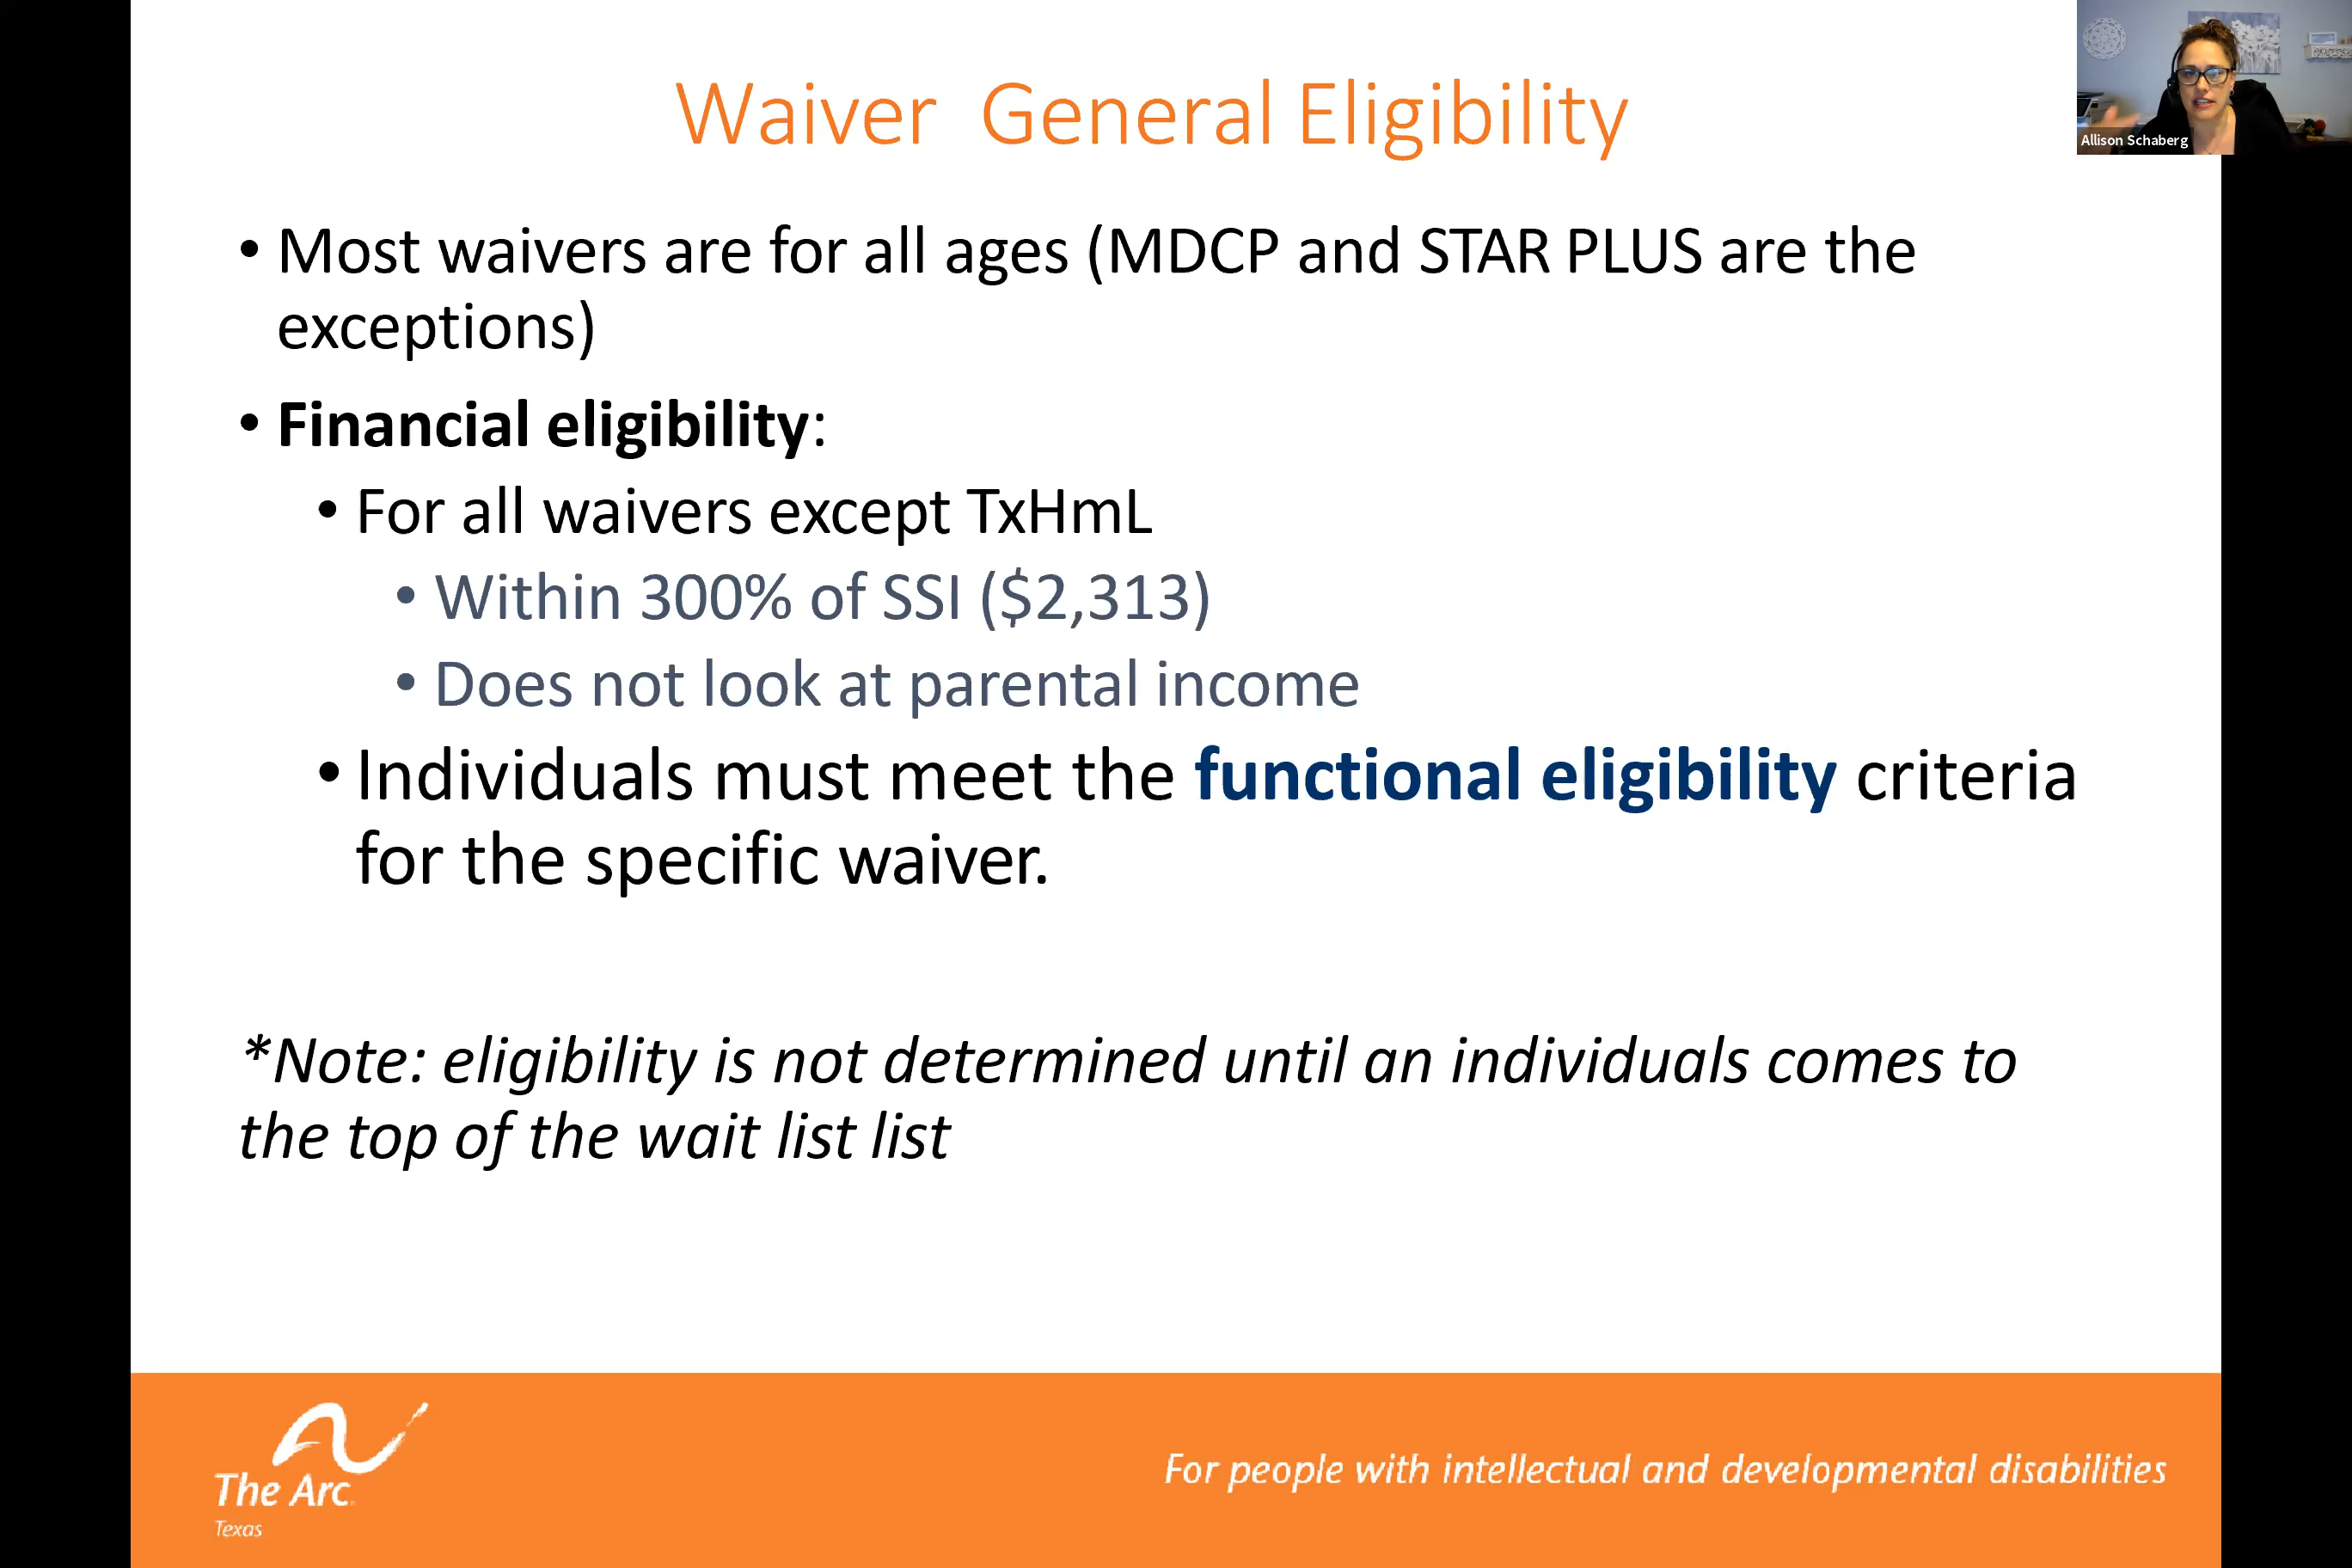 Waiver  General Eligibility
Allison Schaberg
• Most waivers are for all ages (MDCP and STAR PLUS are the
exceptions)
• Financial eligibility:
• For all waivers except TxHmL
• Within 300% of SSI ($2,313)
• Does not look at parental income
• Individuals must meet the functional eligibility criteria
for the specific waiver.
*Note: eligibility is not determined until an individuals comes to
the top of the wait list list
The Arc
Texas
For people with intellectual and developmental disabilities